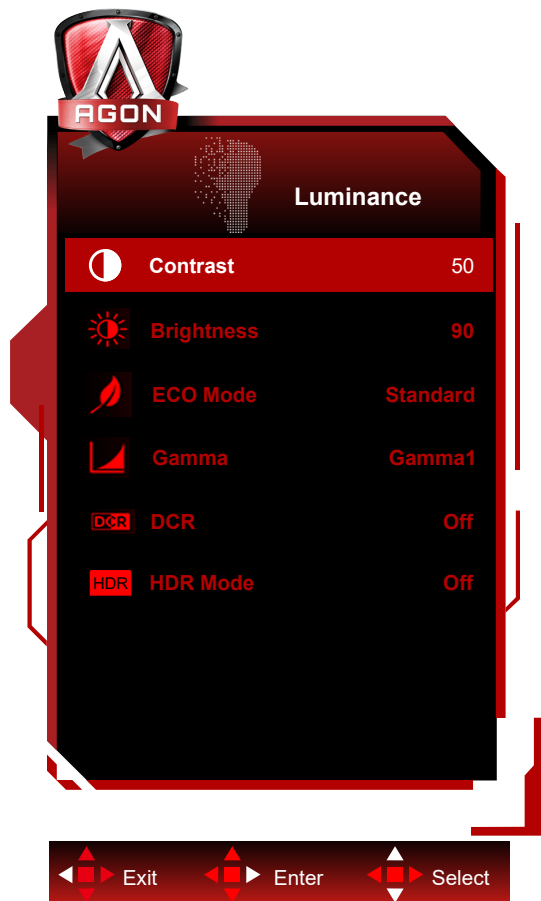 AGON
Luminance
Contrast 50
Brightness 90
ECO Mode Standard
Gamma Gamma1
DCR DCR Off
HDR HDR Mode Off
Exit Enter Select